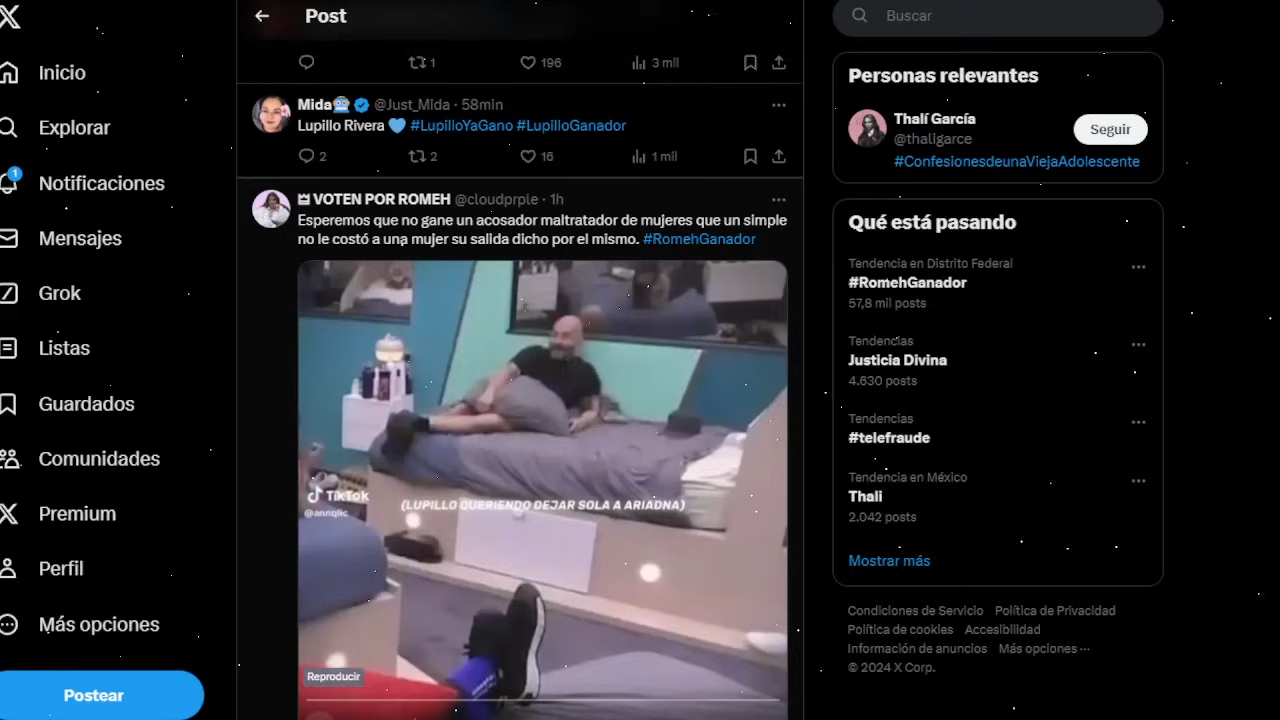 Inicio
Explorar
1
Notificaciones
Mensajes
Grok
Listas
Guardados
Comunidades
Premium
Perfil
Más opciones
Postear
Post
1
196
3 mil
Mida @Just_Mida · 58min
Lupillo Rivera 💙 #LupilloYaGano #LupilloGanador
2
2
16
1 mil
VOTEN POR ROMEH @cloudprple · 1h
Esperemos que no gane un acosador maltratador de mujeres que un simple
no le costó a una mujer su salida dicho por el mismo. #RomehGanador
TikTok
@annqlic
(LUPILLO QUERIENDO DEJAR SOLA A ARIADNA)
Reproducir
Buscar
Personas relevantes
Thalí García
@thaligarce
Seguir
#ConfesionesdeunaViejaAdolescente
Qué está pasando
Tendencia en Distrito Federal
#RomehGanador
57,8 mil posts
Tendencias
Justicia Divina
4.630 posts
Tendencias
#telefraude
Tendencia en México
Thali
2.042 posts
Mostrar más
Condiciones de Servicio Política de Privacidad
Política de cookies Accesibilidad
Información de anuncios Más opciones ···
© 2024 X Corp.